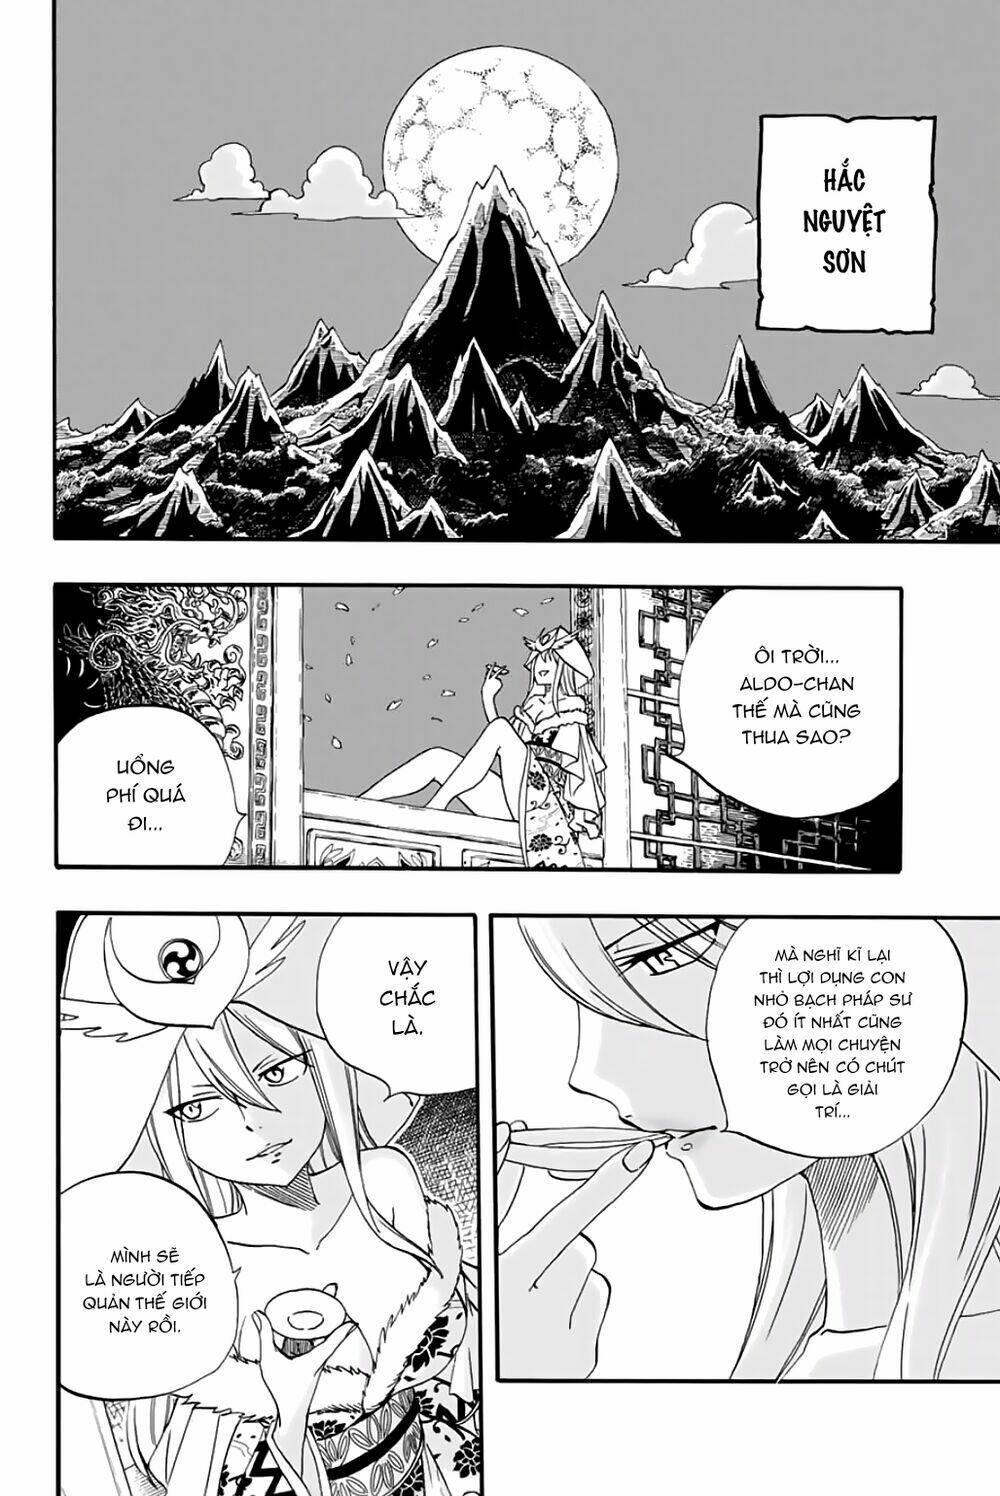 HẮC
NGUYỆT
SƠN
ÔI TRỜI...
ALDO-CHAN
THẾ MÀ CŨNG
THUA SAO?
UỔNG
PHÍ QUÁ
ĐI...
MÀ NGHĨ KĨ LẠI
THÌ LỢI DỤNG CON
NHỎ BẠCH PHÁP SƯ
ĐÓ ÍT NHẤT CŨNG
LÀM MỌI CHUYỆN
TRỞ NÊN CÓ CHÚT
GỌI LÀ GIẢI
TRÍ...
VẬY
CHẮC
LÀ.
MÌNH SẼ
LÀ NGƯỜI TIẾP
QUẢN THẾ GIỚI
NÀY RỒI.